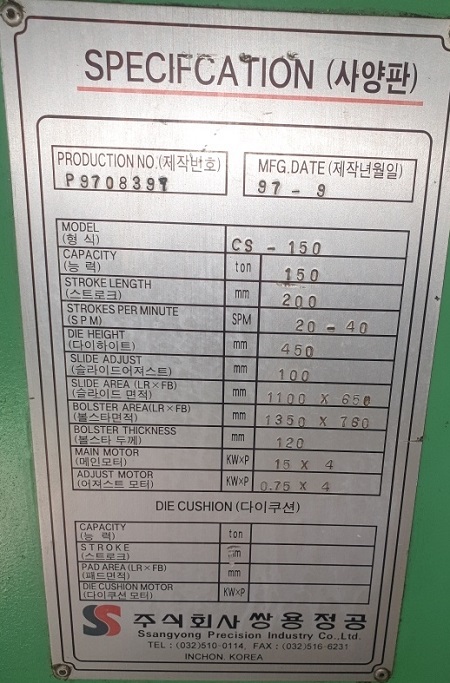 SPECIFCATION (사양판)
PRODUCTION NO.(제작번호) MFG.DATE (제작년월일)
P9708397 97-9
MODEL
(형 식) CS - 150
CAPACITY
(능 력) ton 150
STROKE LENGTH
(스트로크) mm 200
STROKES PER MINUTE
(SPM) SPM 20 - 40
DIE HEIGHT
(다이하이트) mm 450
SLIDE ADJUST
(슬라이드어저스트) mm 100
SLIDE AREA (LR×FB)
(슬라이드 면적) mm 1100 X 650
BOLSTER AREA(LR×FB)
(볼스타면적) mm 1350 X 760
BOLSTER THICKNESS
(볼스타 두께) mm 120
MAIN MOTOR
(메인모터) KW×P 15 X 4
ADJUST MOTOR
(어져스트 모터) KW×P 0.75 X 4
DIE CUSHION (다이쿠션)
CAPACITY
(능 력) ton
STROKE
(스트로크) mm
PAD AREA (LR×FB)
(패드면적) mm
DIE CUSHION MOTOR
(다이쿠션 모터) KW×P
SS 주식회사 쌍용정공
Ssangyong Precision Industry Co.,Ltd.
TEL : (032)510-0114, FAX : (032)516-6231
INCHON, KOREA